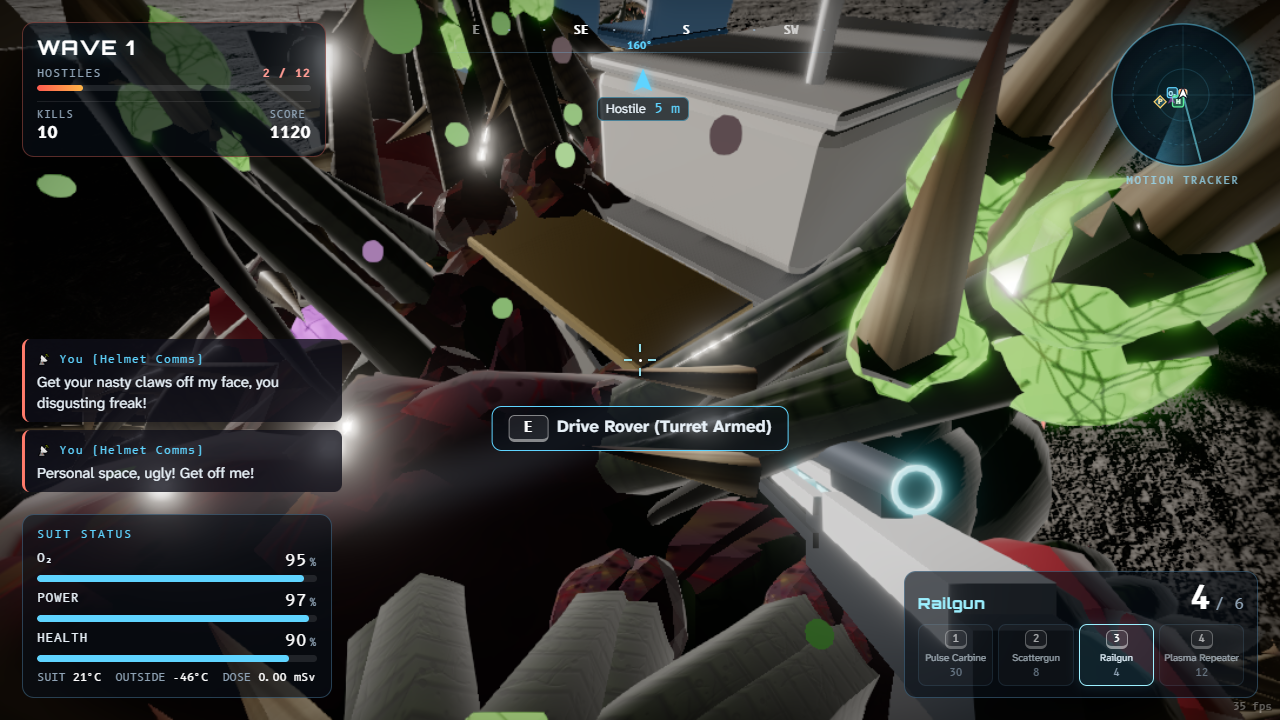 WAVE 1
HOSTILES 2 / 12
KILLS SCORE
10 1120
E SE S SW
160°
Hostile 5 m
P H
MOTION TRACKER
You [Helmet Comms]
Get your nasty claws off my face, you
disgusting freak!
You [Helmet Comms]
Personal space, ugly! Get off me!
E Drive Rover (Turret Armed)
SUIT STATUS
O₂ 95 %
POWER 97 %
HEALTH 90 %
SUIT 21°C OUTSIDE -46°C DOSE 0.00 mSv
Railgun 4 / 6
1 2 3 4
Pulse Carbine Scattergun Railgun Plasma Repeater
30 8 4 12
35 fps